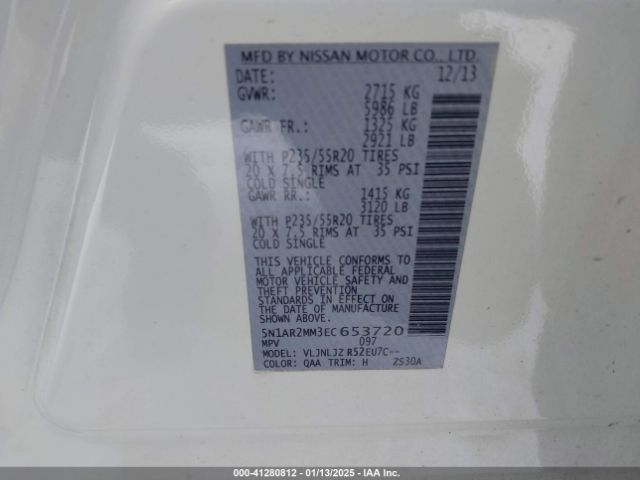 MFD BY NISSAN MOTOR CO., LTD.
DATE: 12/13
GVWR: 2715 KG
5986 LB
GAWR FR.: 1325 KG
2921 LB
WITH P235/55R20 TIRES
20 X 7.5 RIMS AT 35 PSI
COLD SINGLE
GAWR RR.: 1415 KG
3120 LB
WITH P235/55R20 TIRES
20 X 7.5 RIMS AT 35 PSI
COLD SINGLE
THIS VEHICLE CONFORMS TO
ALL APPLICABLE FEDERAL
MOTOR VEHICLE SAFETY AND
THEFT PREVENTION
STANDARDS IN EFFECT ON
THE DATE OF MANUFACTURE
SHOWN ABOVE.
5N1AR2MM3EC653720
MPV 097
MODEL: VLJNLJZ R52EU7C--
COLOR: QAA TRIM: H ZS30A
000-41280812 - 01/13/2025 - IAA Inc.